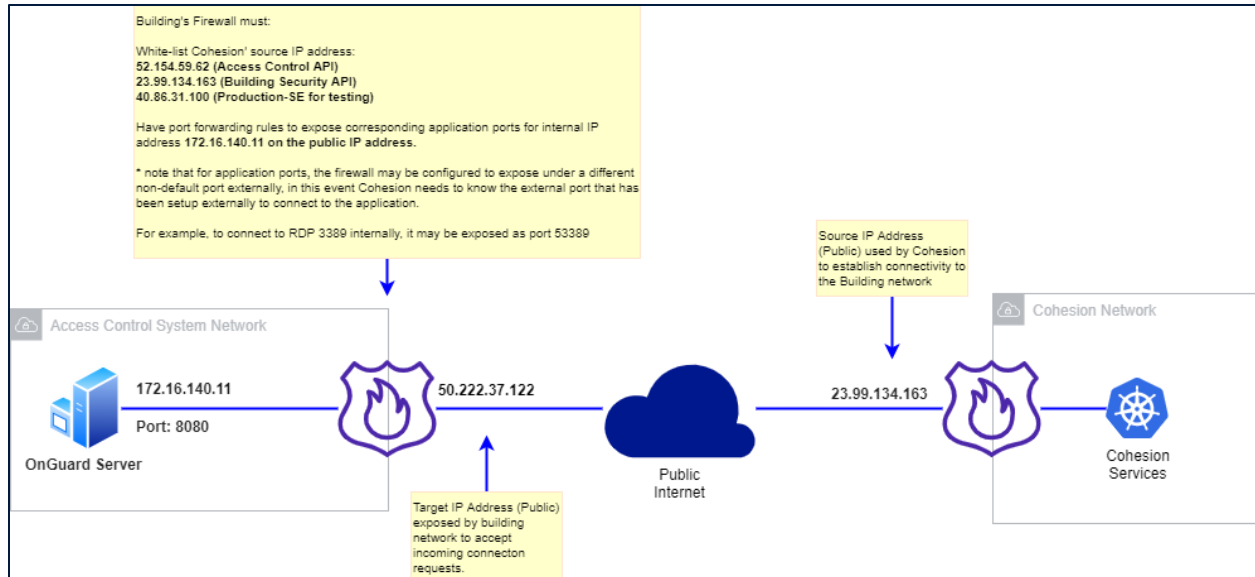 Building's Firewall must:
White-list Cohesion' source IP address:
52.154.59.62 (Access Control API)
23.99.134.163 (Building Security API)
40.86.31.100 (Production-SE for testing)
Have port forwarding rules to expose corresponding application ports for internal IP
address 172.16.140.11 on the public IP address.
* note that for application ports, the firewall may be configured to expose under a different
non-default port externally, in this event Cohesion needs to know the external port that has
been setup externally to connect to the application.
For example, to connect to RDP 3389 internally, it may be exposed as port 53389
Source IP Address
(Public) used by Cohesion
to establish connectivity to
the Building network
Access Control System Network
Cohesion Network
172.16.140.11
Port: 8080
OnGuard Server
50.222.37.122
Public
Internet
23.99.134.163
Cohesion
Services
Target IP Address (Public)
exposed by building
network to accept
incoming connecton
requests.